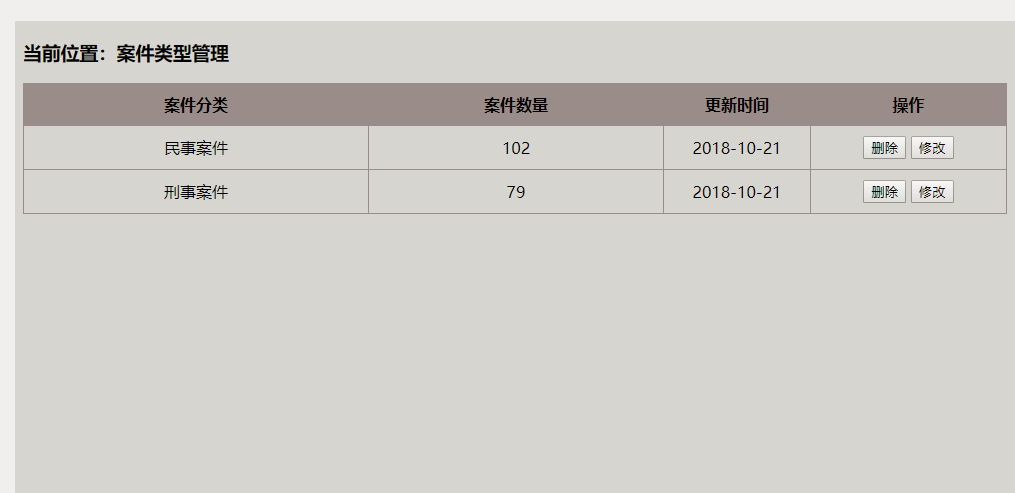 当前位置：案件类型管理
案件分类 案件数量 更新时间 操作
民事案件 102 2018-10-21 删除 修改
刑事案件 79 2018-10-21 删除 修改